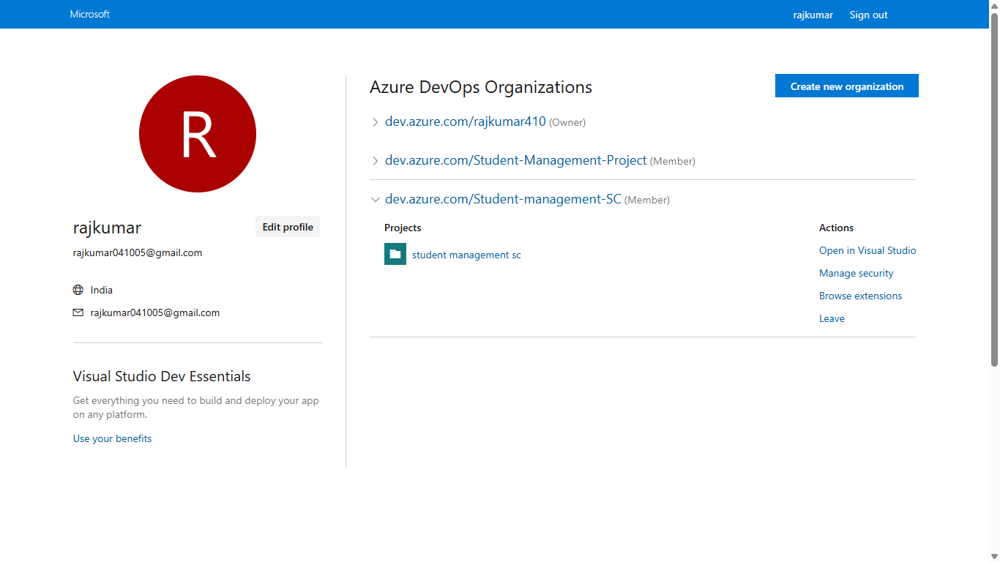 Microsoft
rajkumar Sign out
R
rajkumar
Edit profile
rajkumar041005@gmail.com
India
rajkumar041005@gmail.com
Visual Studio Dev Essentials
Get everything you need to build and deploy your app
on any platform.
Use your benefits
Azure DevOps Organizations
Create new organization
dev.azure.com/rajkumar410 (Owner)
dev.azure.com/Student-Management-Project (Member)
dev.azure.com/Student-management-SC (Member)
Projects
student management sc
Actions
Open in Visual Studio
Manage security
Browse extensions
Leave